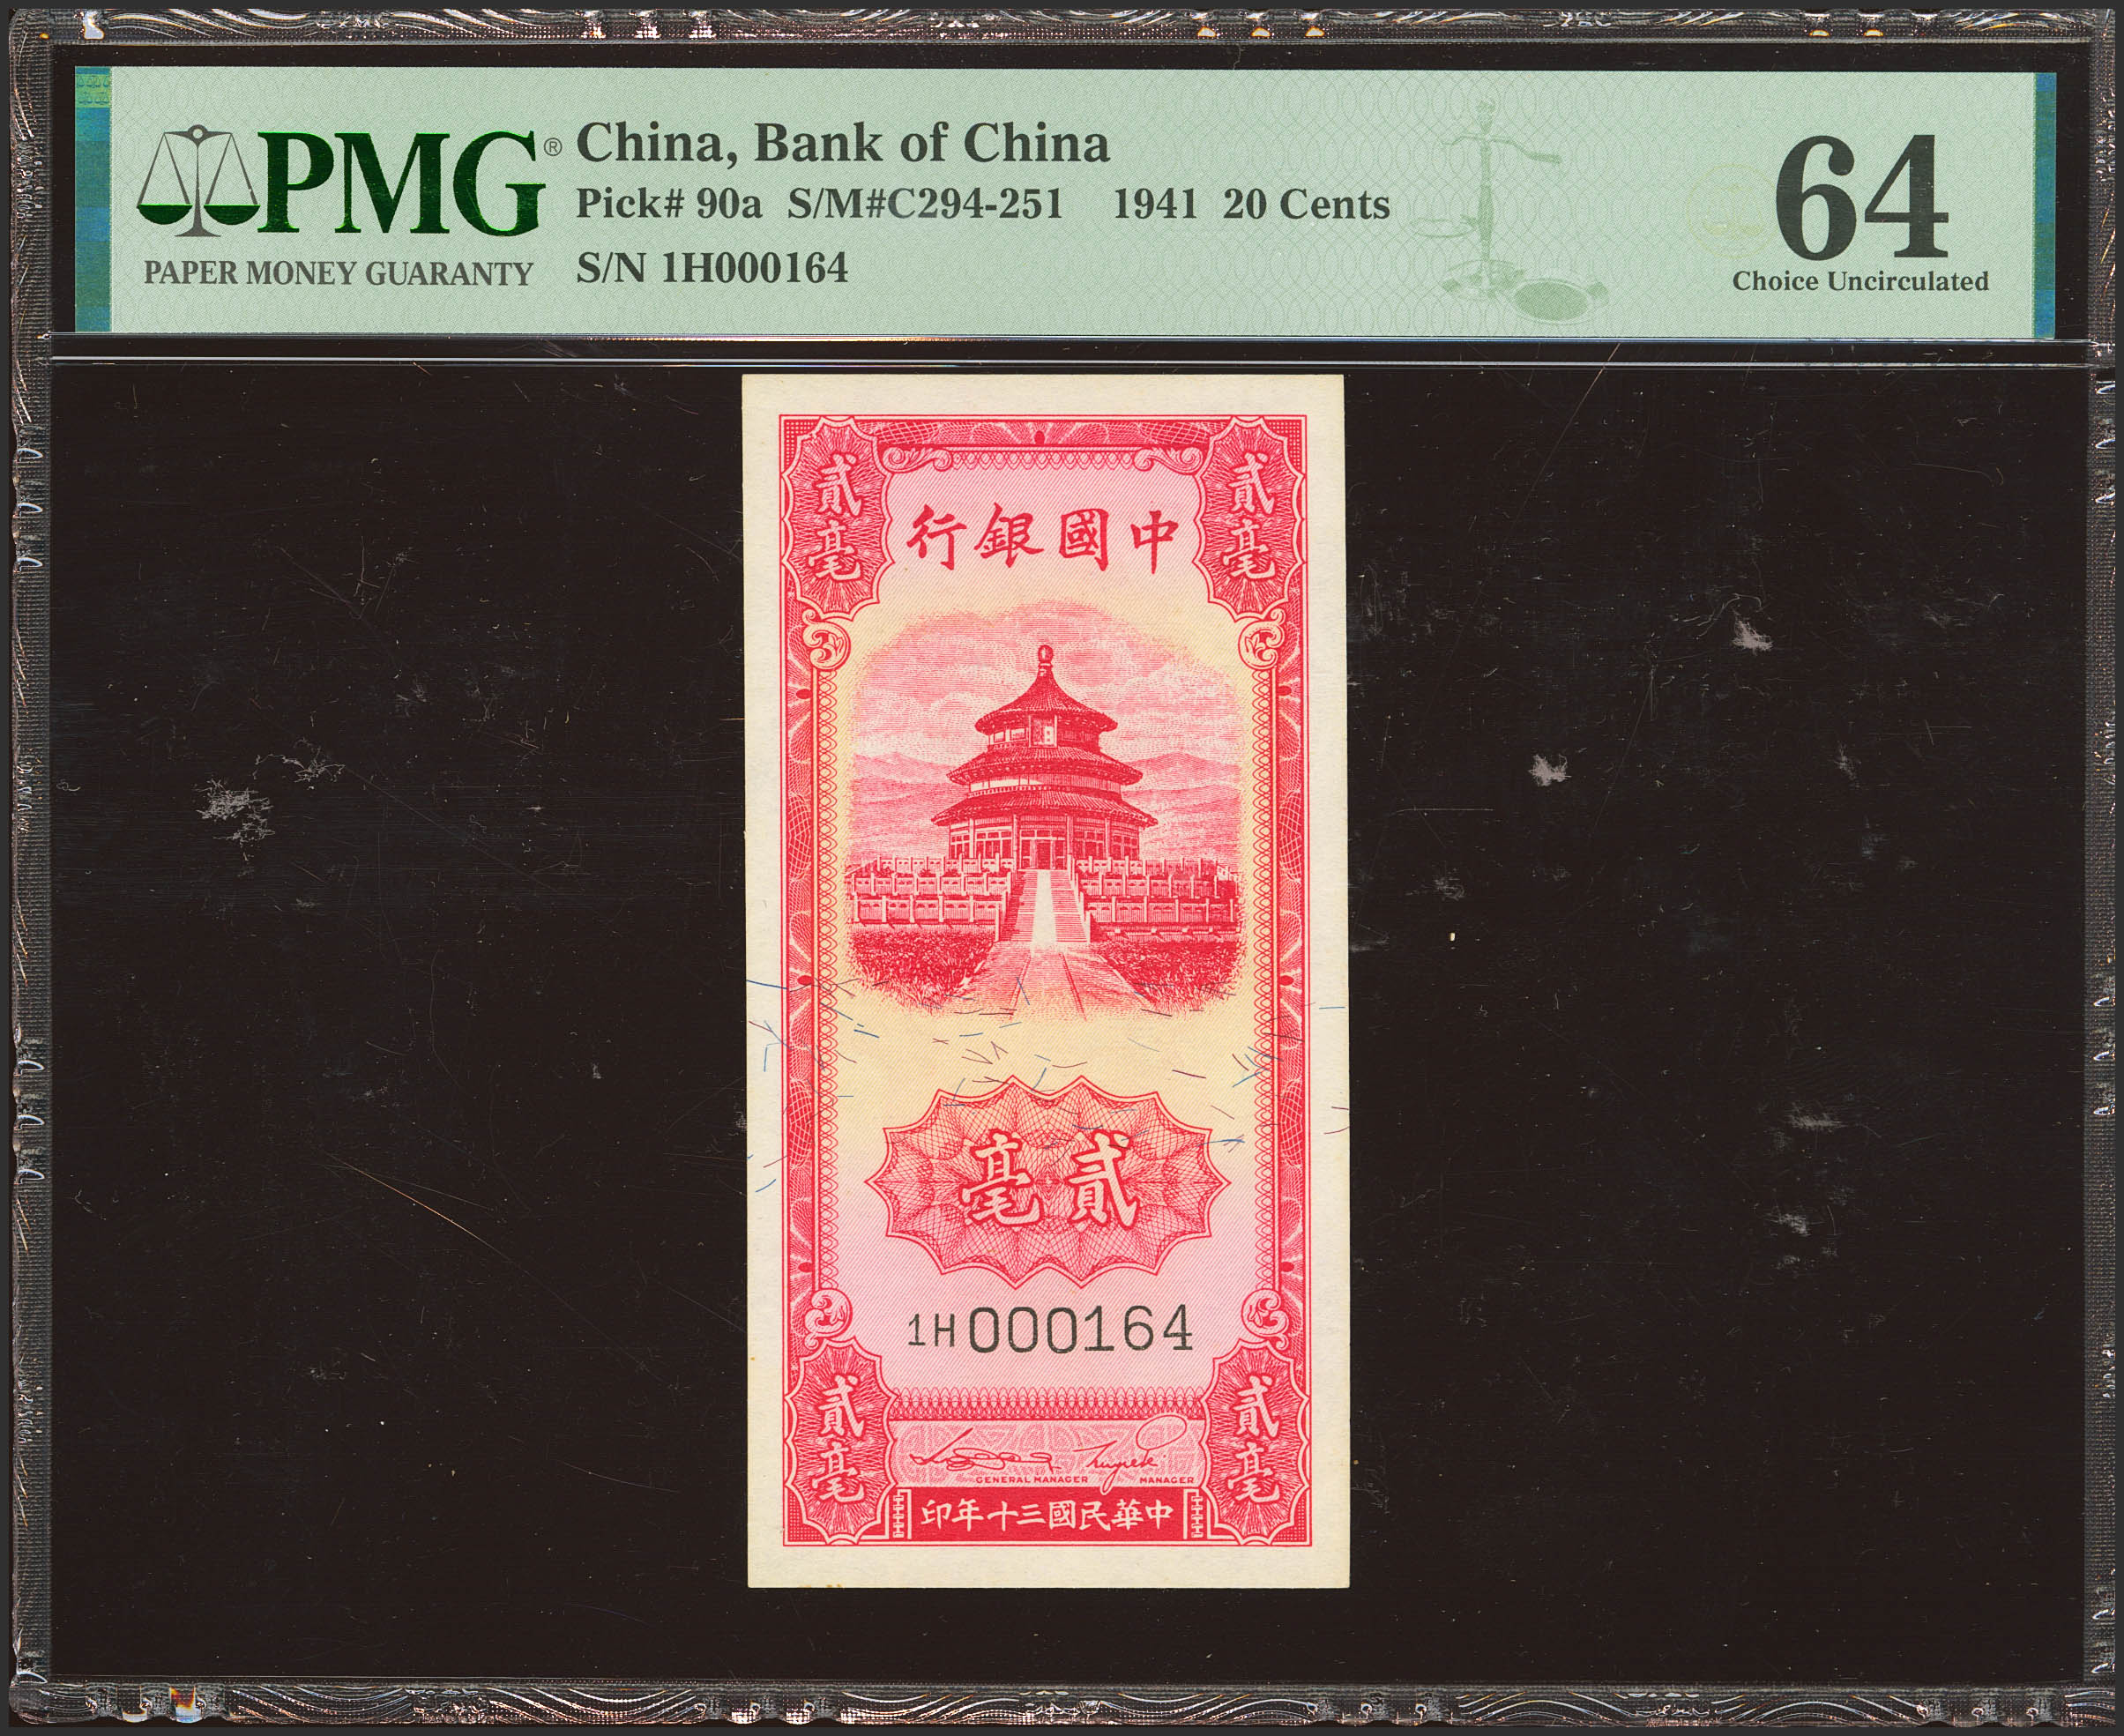 PMG® China, Bank of China
Pick# 90a S/M#C294-251 1941 20 Cents
PAPER MONEY GUARANTY S/N 1H000164
64
Choice Uncirculated
貳毫
貳毫
行銀國中
毫貳
1H000164
貳毫
貳毫
GENERAL MANAGER
MANAGER
印年十三國民華中